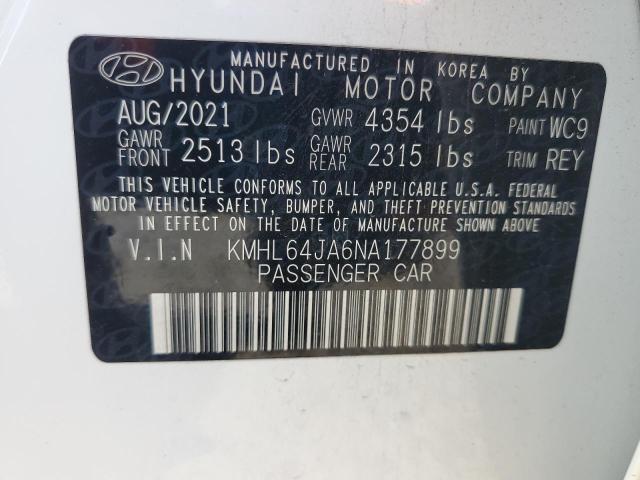 MANUFACTURED IN KOREA BY
HYUNDAI MOTOR COMPANY
AUG/2021 GVWR 4354 lbs PAINT WC9
GAWR FRONT 2513 lbs GAWR REAR 2315 lbs TRIM REY
THIS VEHICLE CONFORMS TO ALL APPLICABLE U.S.A. FEDERAL
MOTOR VEHICLE SAFETY, BUMPER, AND THEFT PREVENTION STANDARDS
IN EFFECT ON THE DATE OF MANUFACTURE SHOWN ABOVE.
V.I.N KMHL64JA6NA177899
PASSENGER CAR